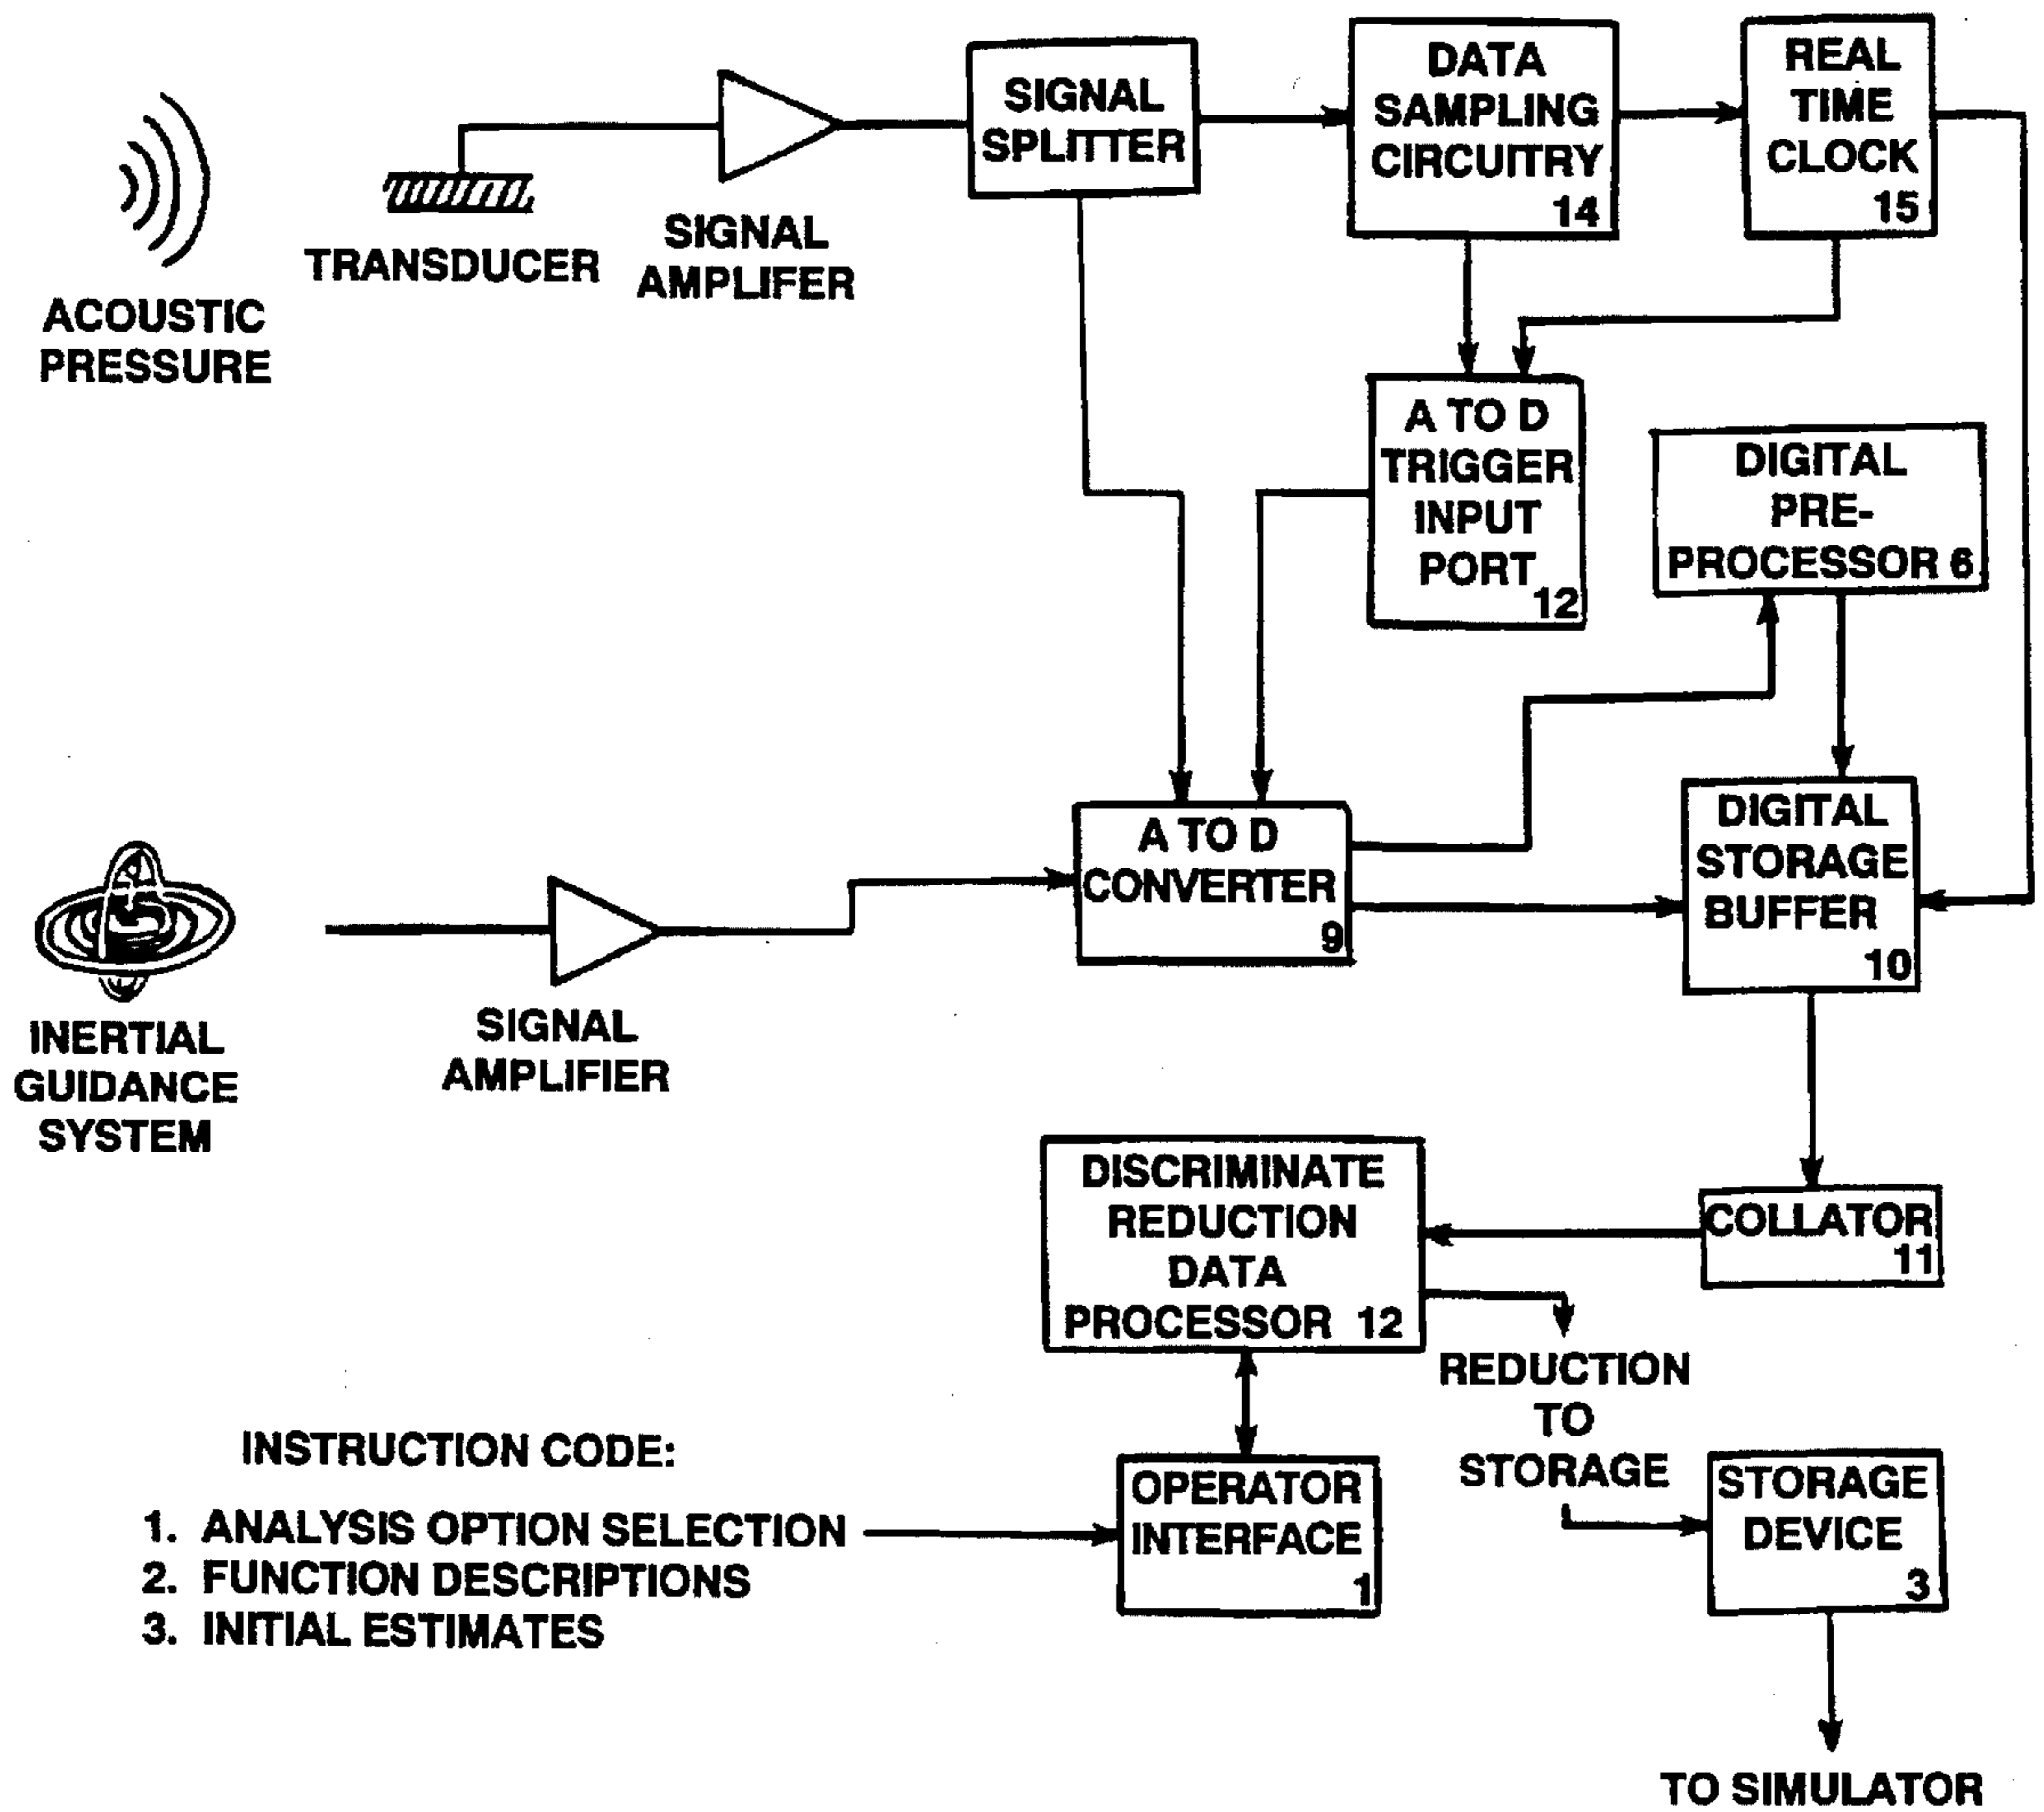 SIGNAL
SPLITTER
DATA
SAMPLING
CIRCUITRY
14
REAL
TIME
CLOCK
15
ACOUSTIC
PRESSURE
TRANSDUCER
SIGNAL
AMPLIFER
A TO D
TRIGGER
INPUT
PORT
12
DIGITAL
PRE-
PROCESSOR 6
INERTIAL
GUIDANCE
SYSTEM
SIGNAL
AMPLIFIER
A TO D
CONVERTER
9
DIGITAL
STORAGE
BUFFER
10
DISCRIMINATE
REDUCTION
DATA
PROCESSOR 12
COLLATOR
11
REDUCTION
TO
STORAGE
INSTRUCTION CODE:
1. ANALYSIS OPTION SELECTION
2. FUNCTION DESCRIPTIONS
3. INITIAL ESTIMATES
OPERATOR
INTERFACE
1
STORAGE
DEVICE
3
TO SIMULATOR